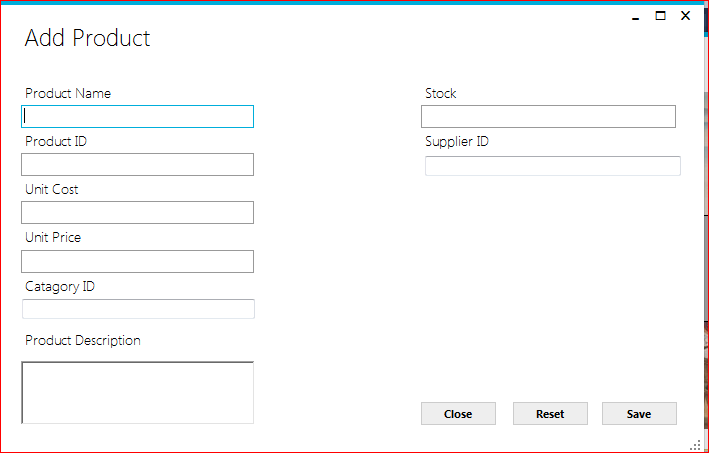 Add Product
Product Name
Stock
Product ID
Supplier ID
Unit Cost
Unit Price
Catagory ID
Product Description
Close
Reset
Save